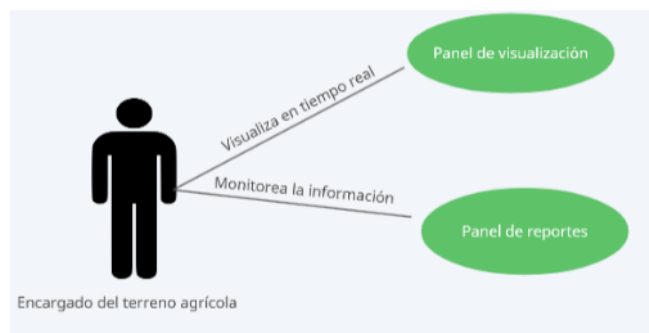 Panel de visualización
Visualiza en tiempo real
Monitorea la información
Panel de reportes
Encargado del terreno agrícola